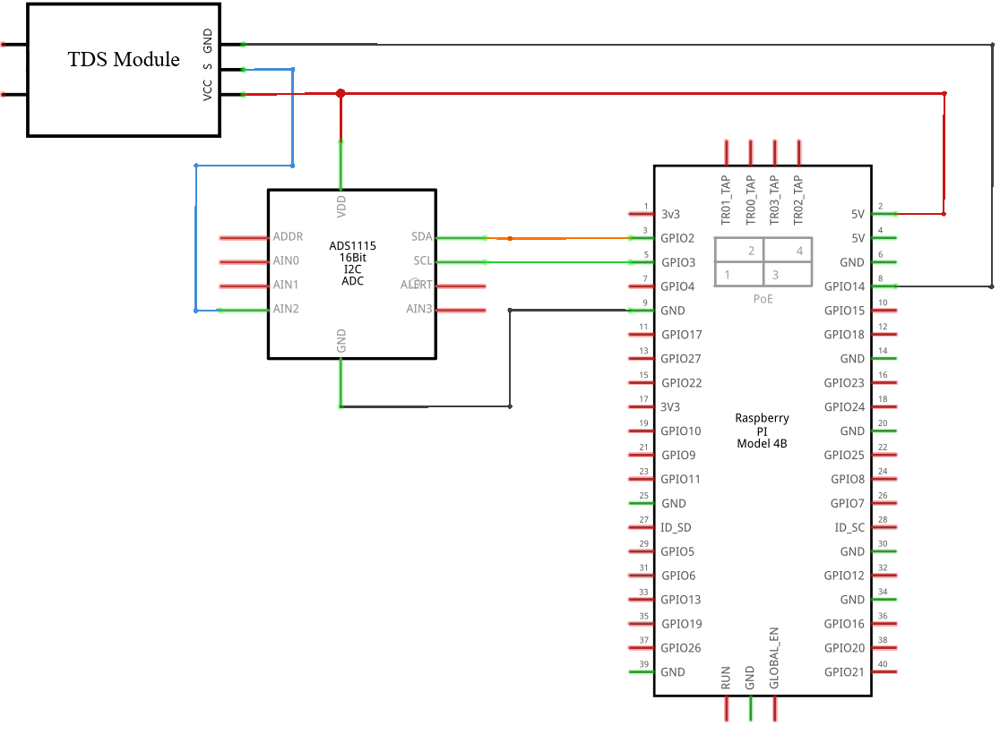 TDS Module
GND
S
VCC
VDD
ADDR
AIN0
AIN1
AIN2
SDA
SCL
ALERT
AIN3
GND
ADS1115
16Bit
I2C
ADC
TR01_TAP
TR00_TAP
TR03_TAP
TR02_TAP
2 4
1 3
PoE
1 3v3 5V 2
3 GPIO2 5V 4
5 GPIO3 GND 6
7 GPIO4 GPIO14 8
9 GND GPIO15 10
11 GPIO17 GPIO18 12
13 GPIO27 GND 14
15 GPIO22 GPIO23 16
17 3V3 GPIO24 18
19 GPIO10 GND 20
21 GPIO9 GPIO25 22
23 GPIO11 GPIO8 24
25 GND GPIO7 26
27 ID_SD ID_SC 28
29 GPIO5 GND 30
31 GPIO6 GPIO12 32
33 GPIO13 GND 34
35 GPIO19 GPIO16 36
37 GPIO26 GPIO20 38
39 GND GPIO21 40
Raspberry
PI
Model 4B
RUN
GND
GLOBAL_EN